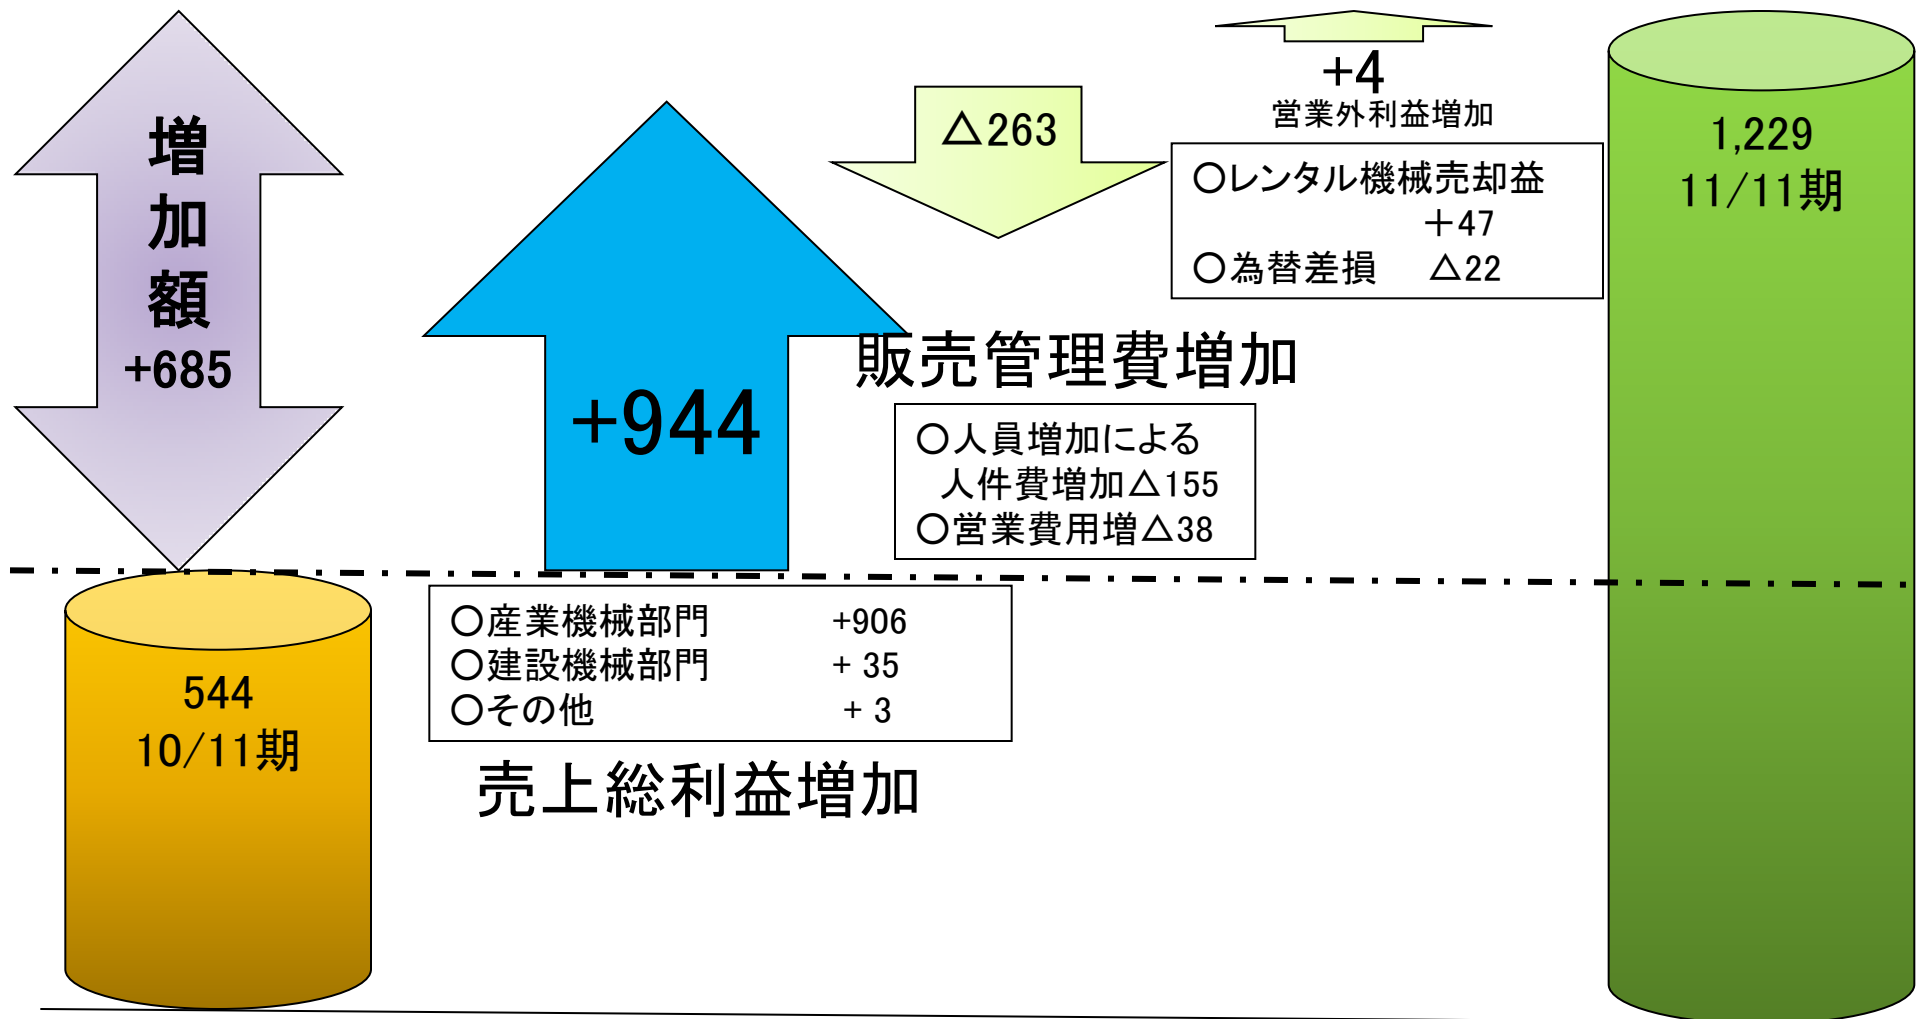 増
加
額
+685
544
10/11期
+944
○産業機械部門 +906
○建設機械部門 + 35
○その他 + 3
売上総利益増加
△263
販売管理費増加
○人員増加による
人件費増加△155
○営業費用増△38
+4
営業外利益増加
○レンタル機械売却益
＋47
○為替差損 △22
1,229
11/11期